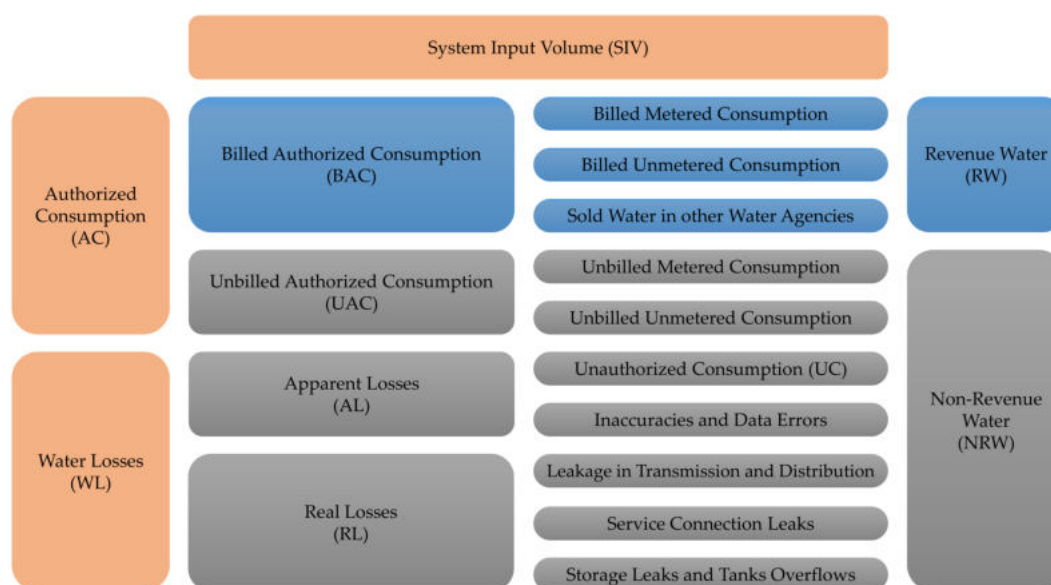 System Input Volume (SIV)
Authorized
Consumption
(AC)
Water Losses
(WL)
Billed Authorized Consumption
(BAC)
Unbilled Authorized Consumption
(UAC)
Apparent Losses
(AL)
Real Losses
(RL)
Billed Metered Consumption
Billed Unmetered Consumption
Sold Water in other Water Agencies
Unbilled Metered Consumption
Unbilled Unmetered Consumption
Unauthorized Consumption (UC)
Inaccuracies and Data Errors
Leakage in Transmission and Distribution
Service Connection Leaks
Storage Leaks and Tanks Overflows
Revenue Water
(RW)
Non-Revenue
Water
(NRW)